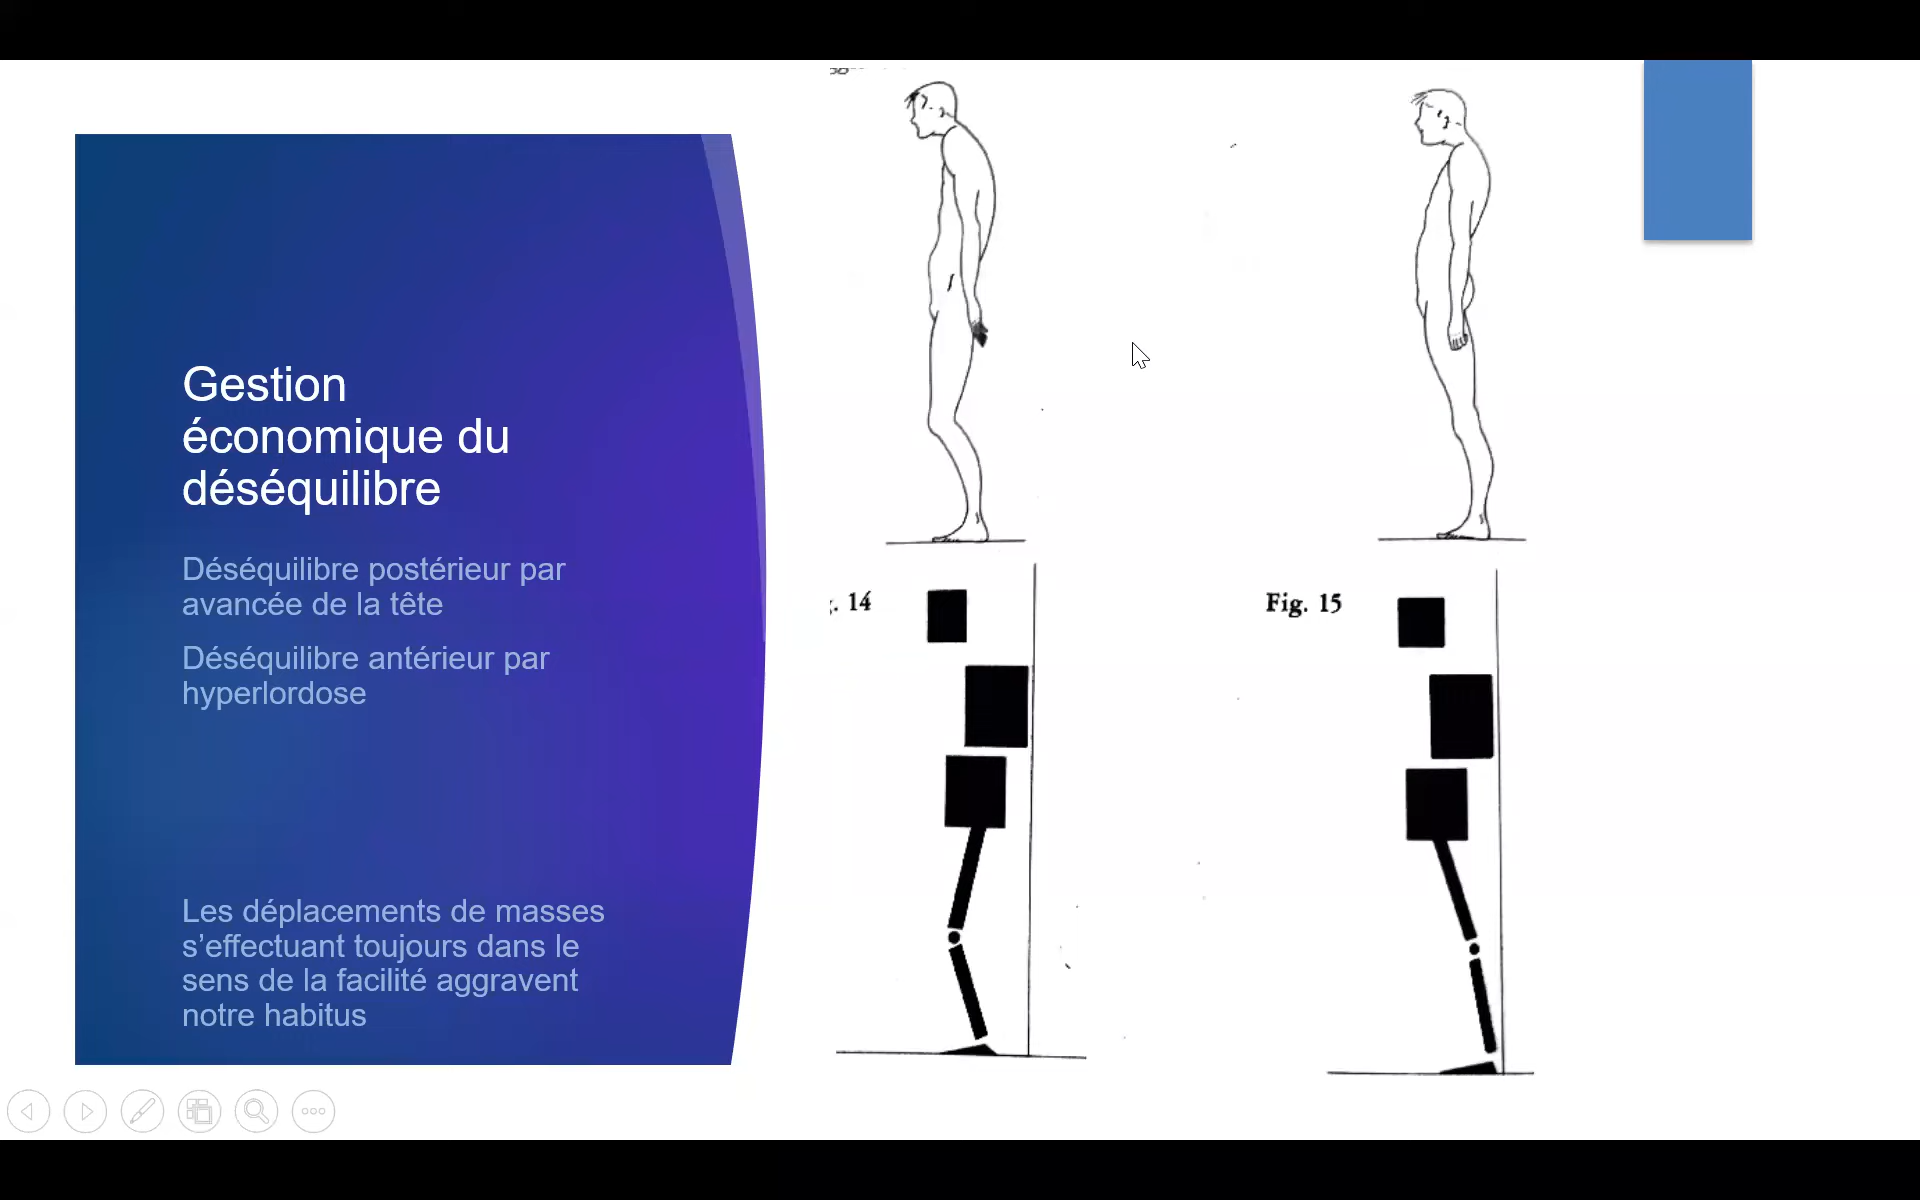 Gestion
économique du
déséquilibre
Déséquilibre postérieur par
avancée de la tête
Déséquilibre antérieur par
hyperlordose
Les déplacements de masses
s’effectuant toujours dans le
sens de la facilité aggravent
notre habitus
. 14
Fig. 15